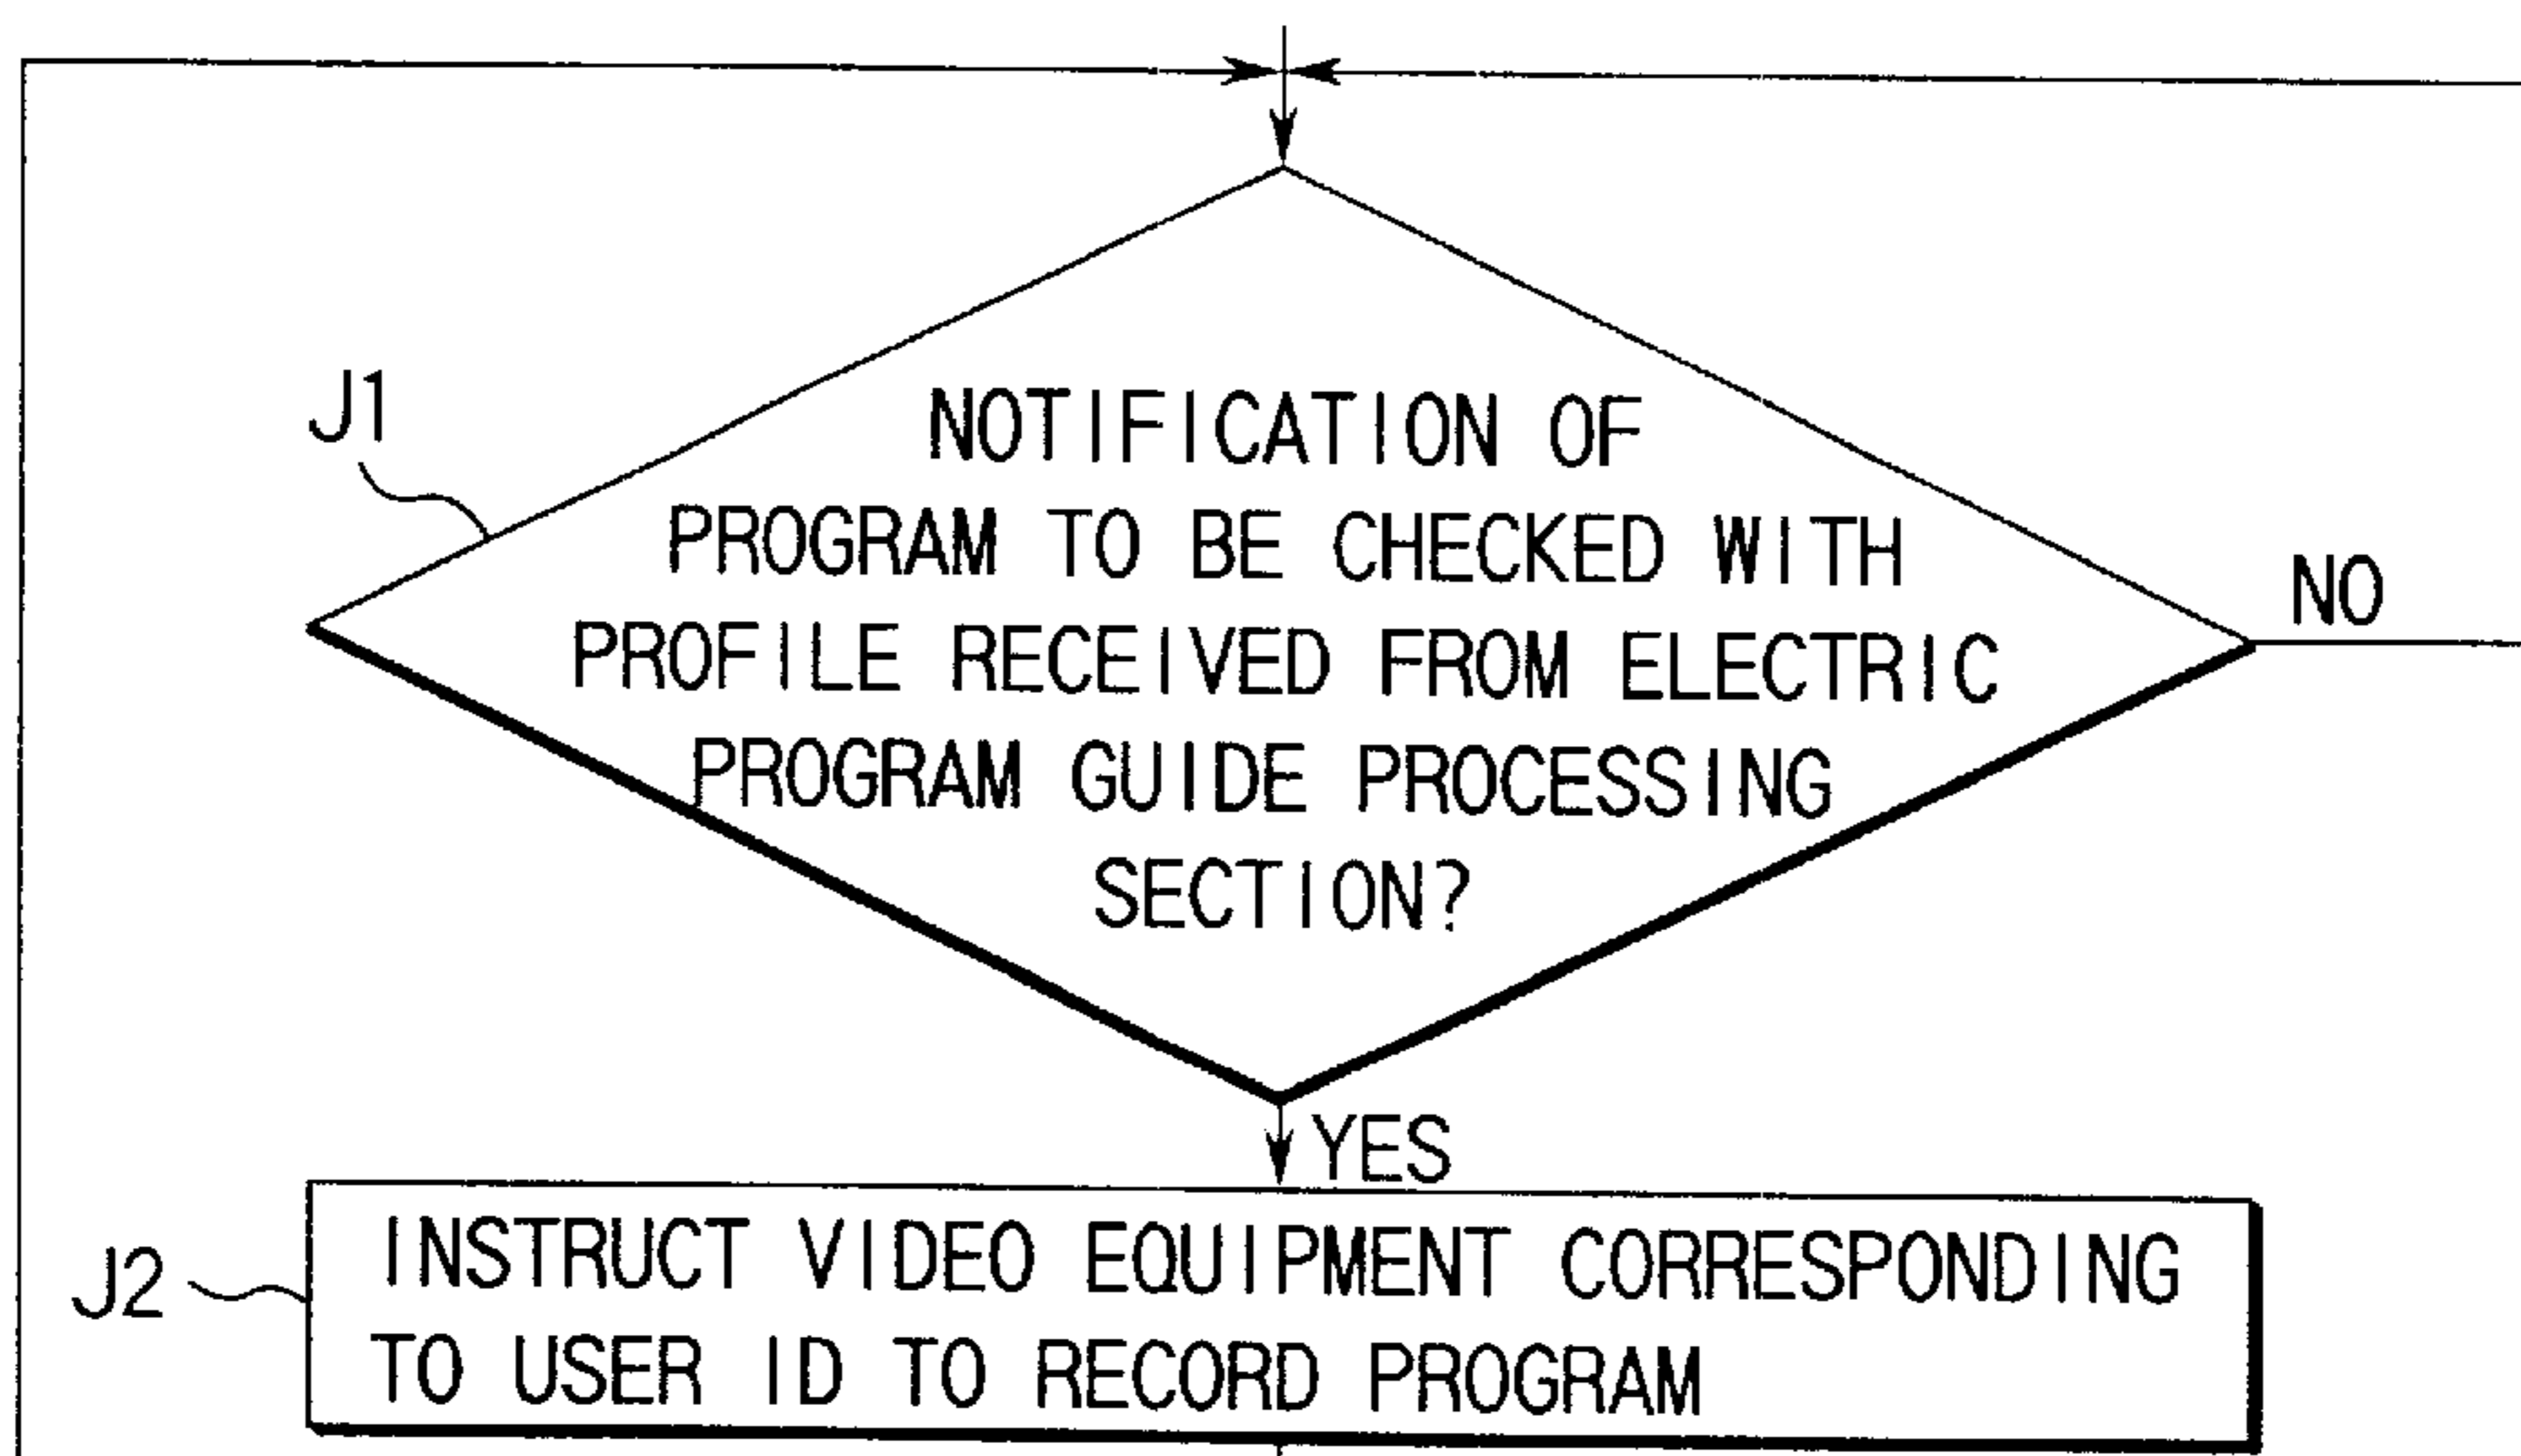 J1
NOTIFICATION OF
PROGRAM TO BE CHECKED WITH
PROFILE RECEIVED FROM ELECTRIC
PROGRAM GUIDE PROCESSING
SECTION?
NO
YES
J2
INSTRUCT VIDEO EQUIPMENT CORRESPONDING
TO USER ID TO RECORD PROGRAM